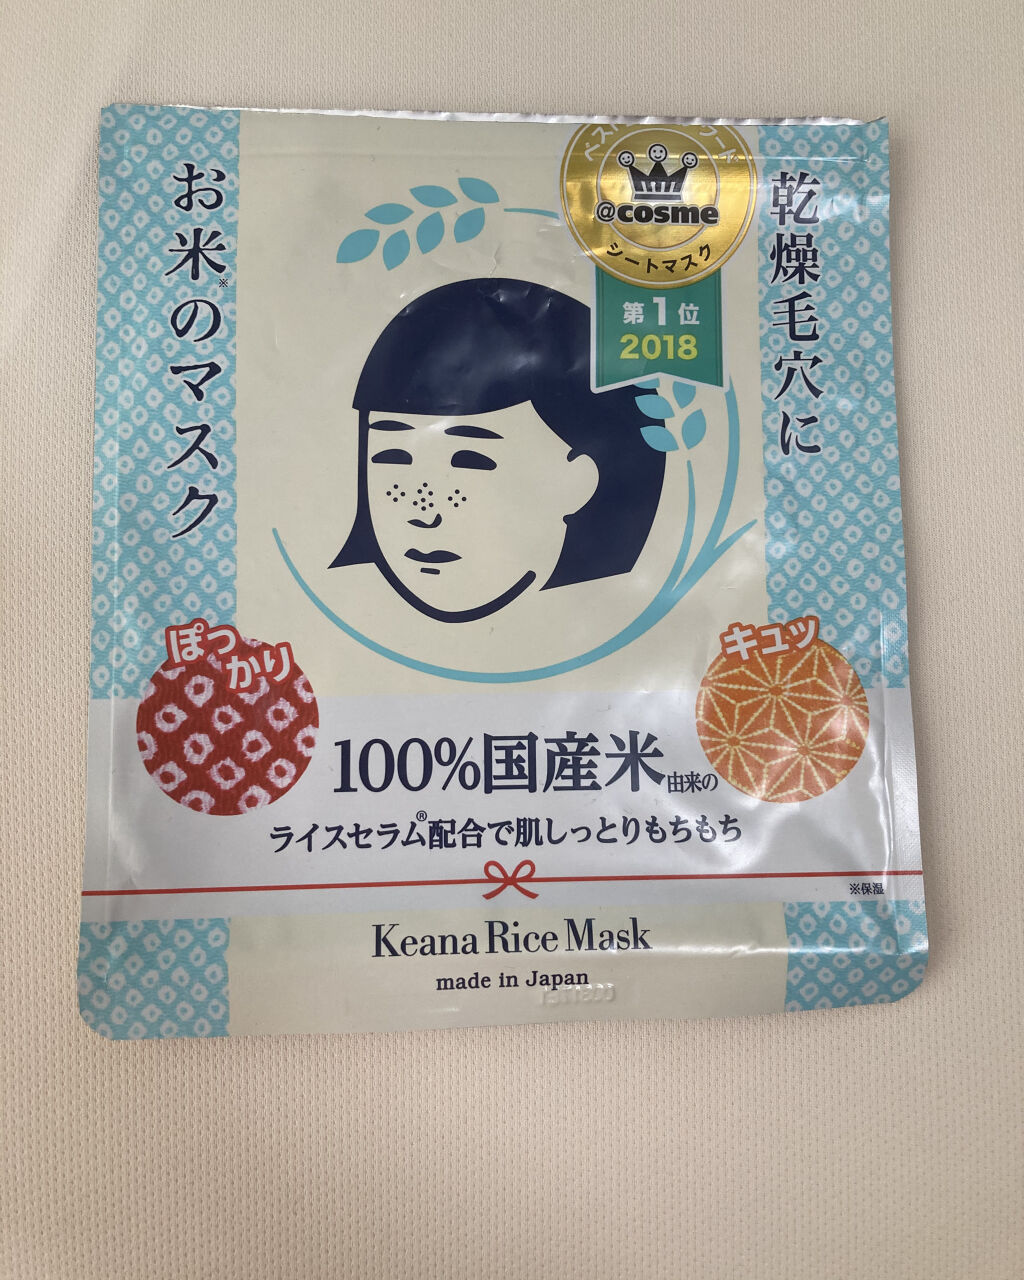 乾燥毛穴に
お米※のマスク
@cosme
シートマスク
第1位
2018
ぽっかり
キュッ
100%国産米由来の
ライスセラム®配合で肌しっとりもちもち
※保湿
Keana Rice Mask
made in Japan